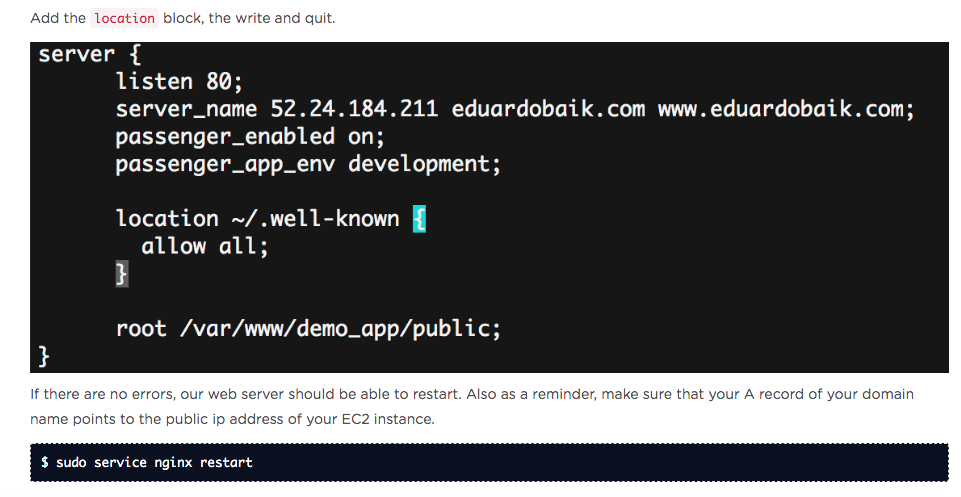 Add the location block, the write and quit.
server {
listen 80;
server_name 52.24.184.211 eduardobaik.com www.eduardobaik.com;
passenger_enabled on;
passenger_app_env development;
location ~/.well-known {
allow all;
}
root /var/www/demo_app/public;
}
If there are no errors, our web server should be able to restart. Also as a reminder, make sure that your A record of your domain
name points to the public ip address of your EC2 instance.
$ sudo service nginx restart